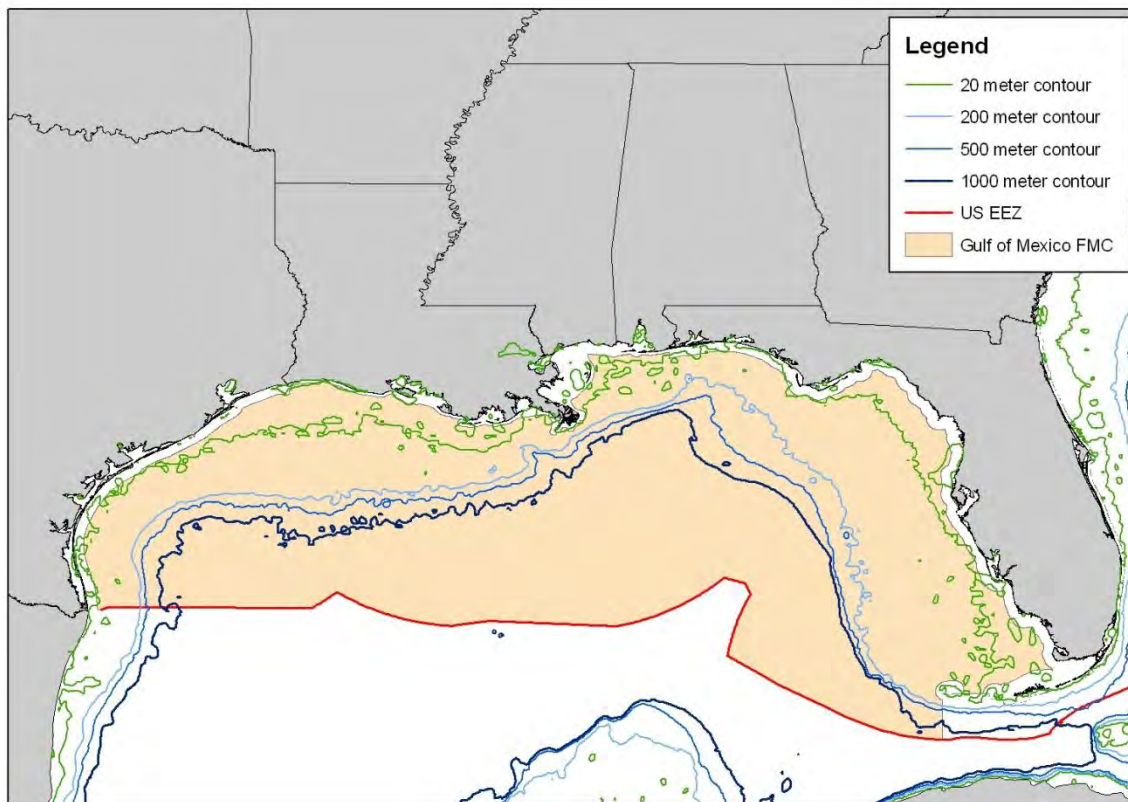 Legend
20 meter contour
200 meter contour
500 meter contour
1000 meter contour
US EEZ
Gulf of Mexico FMC